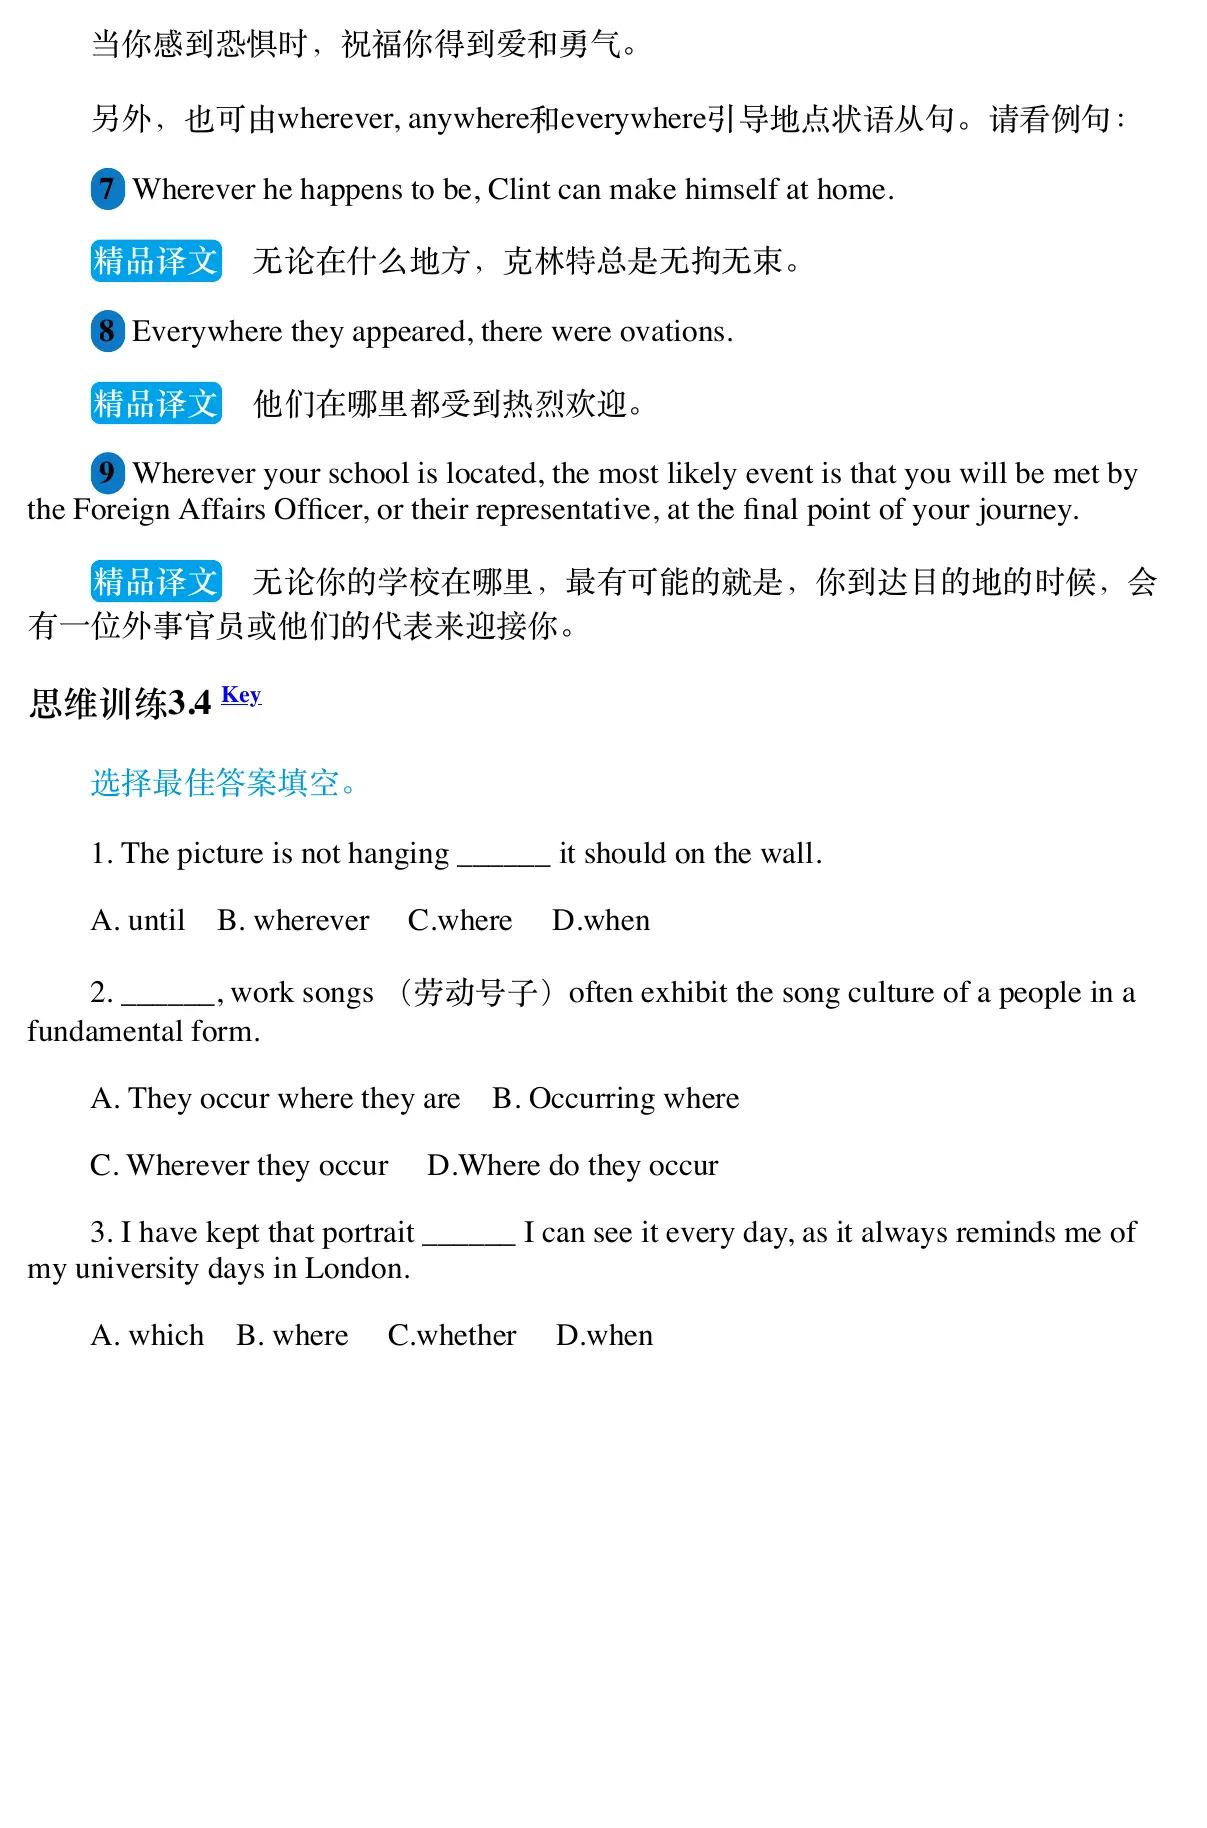 当你感到恐惧时，祝福你得到爱和勇气。
另外，也可由wherever, anywhere和everywhere引导地点状语从句。请看例句：
7 Wherever he happens to be, Clint can make himself at home.
精品译文 无论在什么地方，克林特总是无拘无束。
8 Everywhere they appeared, there were ovations.
精品译文 他们在哪里都受到热烈欢迎。
9 Wherever your school is located, the most likely event is that you will be met by
the Foreign Affairs Officer, or their representative, at the final point of your journey.
精品译文 无论你的学校在哪里，最有可能的就是，你到达目的地的时候，会
有一位外事官员或他们的代表来迎接你。
思维训练3.4 Key
选择最佳答案填空。
1. The picture is not hanging ______ it should on the wall.
A. until B. wherever C.where D.when
2. ______, work songs （劳动号子）often exhibit the song culture of a people in a
fundamental form.
A. They occur where they are B. Occurring where
C. Wherever they occur D.Where do they occur
3. I have kept that portrait ______ I can see it every day, as it always reminds me of
my university days in London.
A. which B. where C.whether D.when